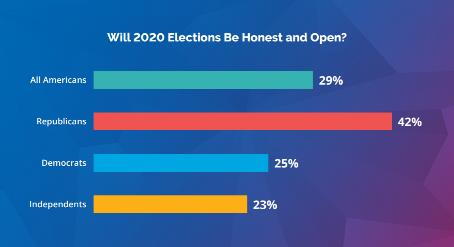 Will 2020 Elections Be Honest and Open?
All Americans 29%
Republicans 42%
Democrats 25%
Independents 23%